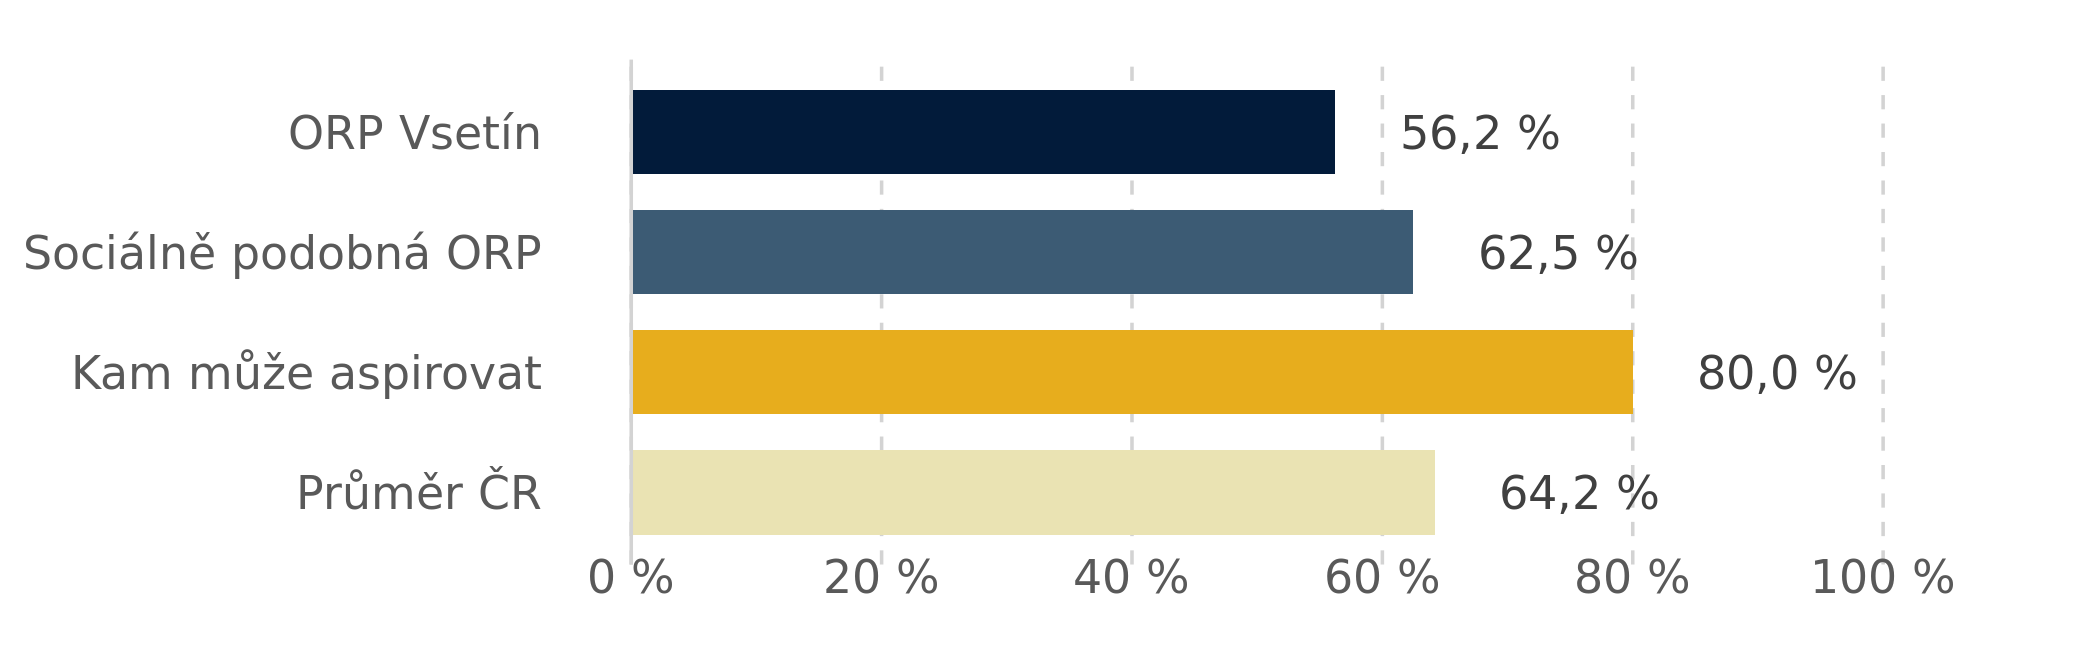 ORP Vsetín 56,2 %
Sociálně podobná ORP 62,5 %
Kam může aspirovat 80,0 %
Průměr ČR 64,2 %
0 % 20 % 40 % 60 % 80 % 100 %